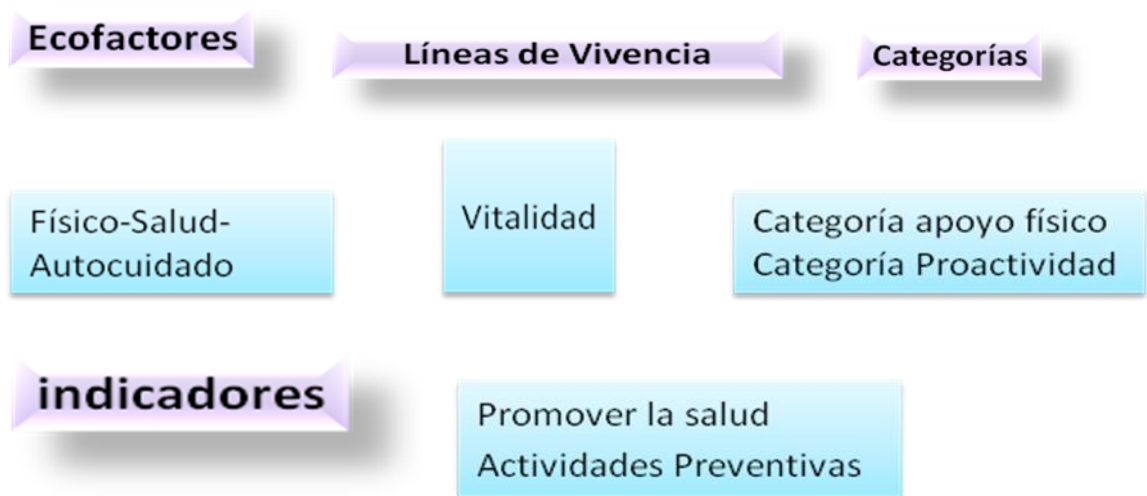 Ecofactores
Líneas de Vivencia
Categorías
Físico-Salud-
Autocuidado
Vitalidad
Categoría apoyo físico
Categoría Proactividad
indicadores
Promover la salud
Actividades Preventivas